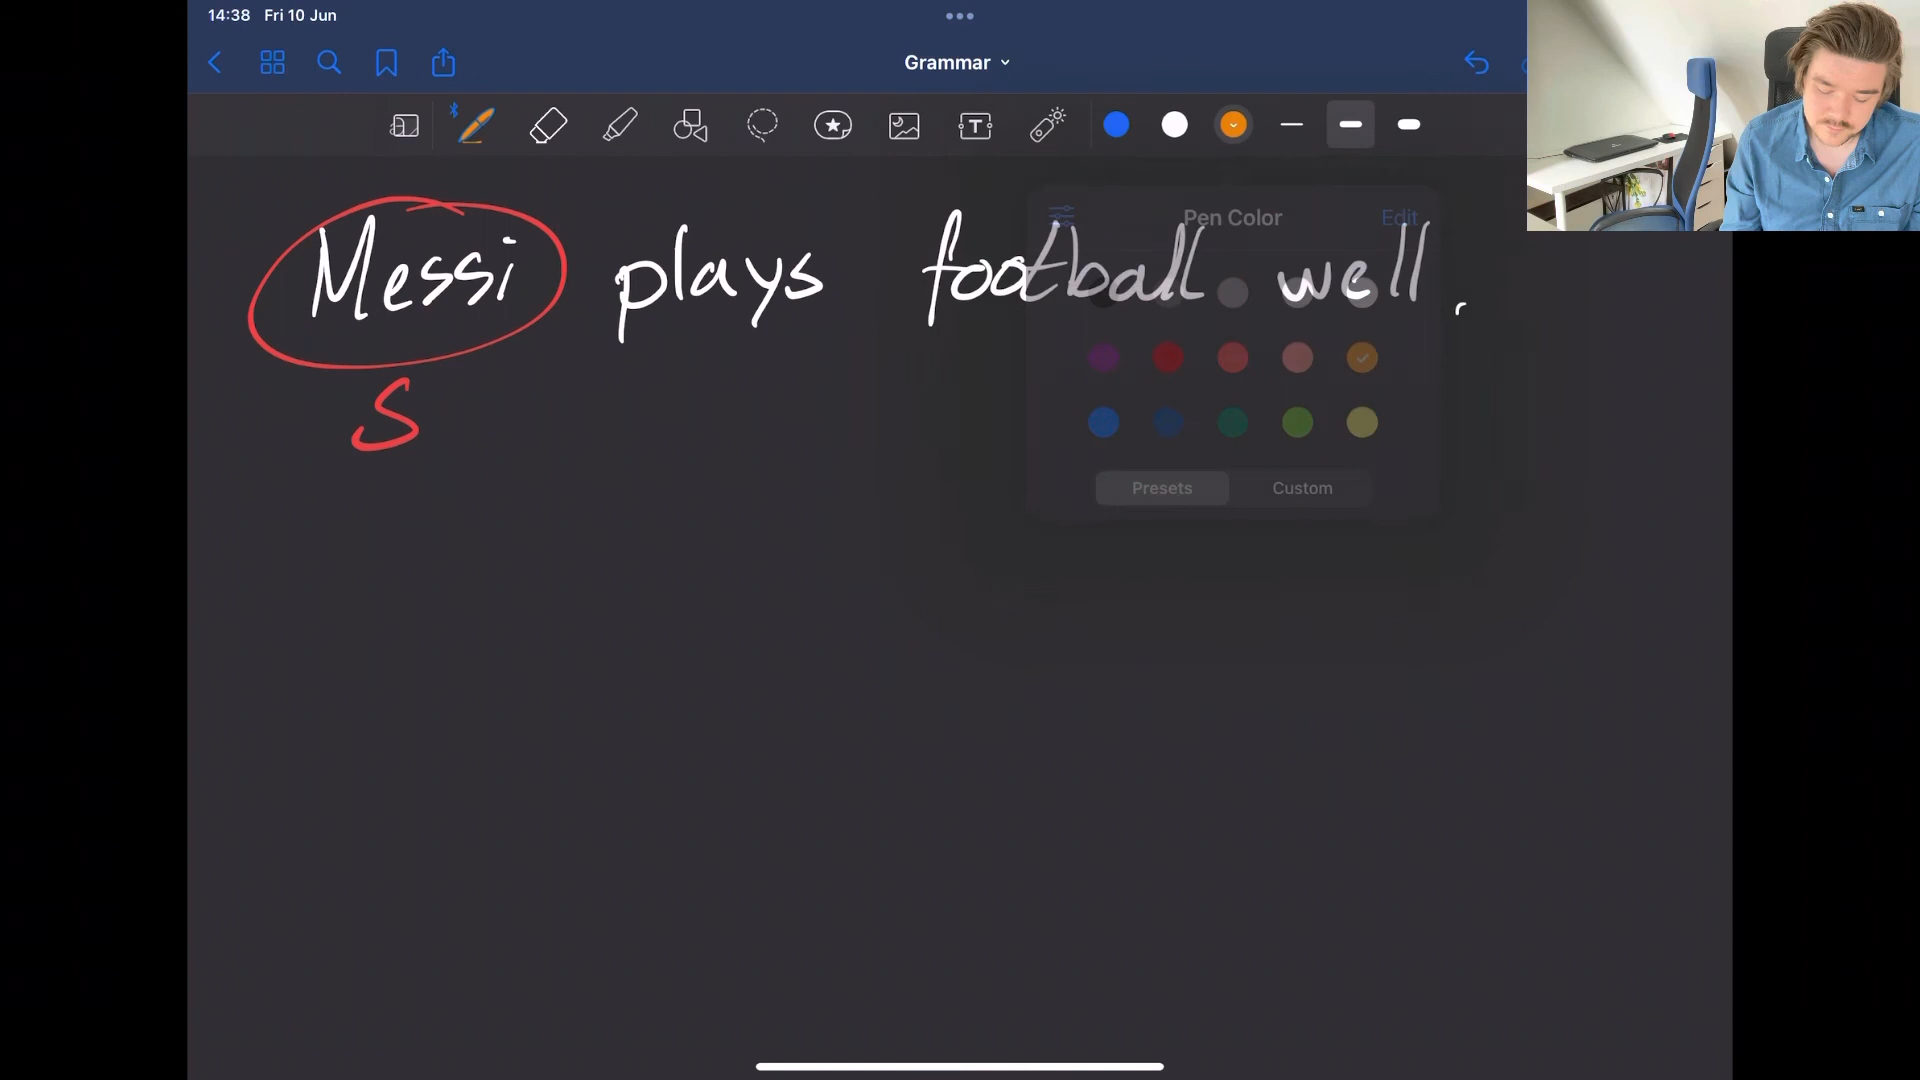 14:38 Fri 10 Jun
Grammar
T
Pen Color Edit
Messi plays football well.
S
Presets Custom